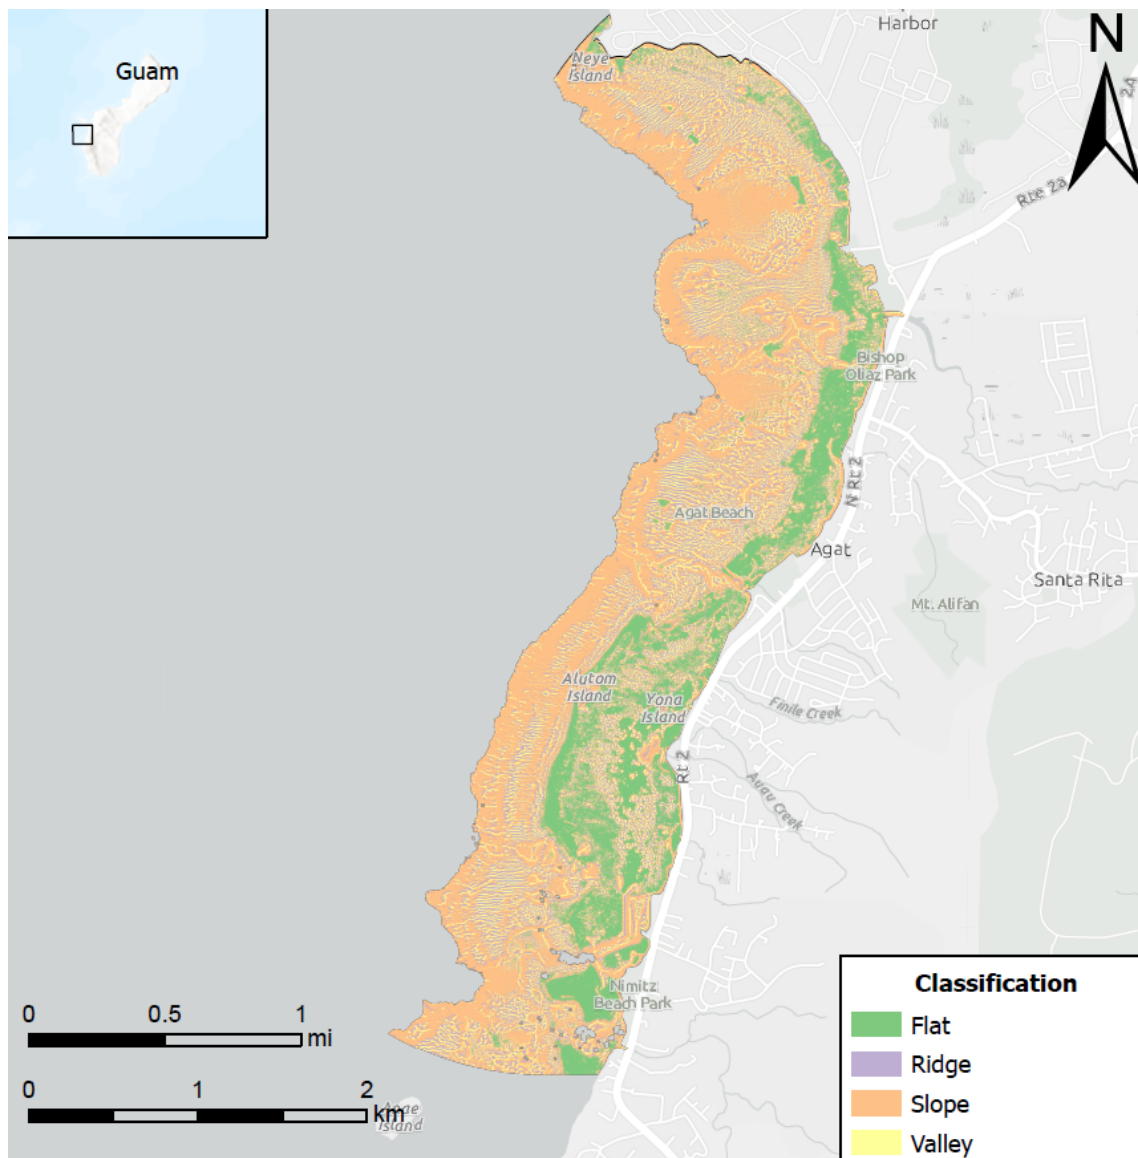 Harbor
N
Neye
Island
Guam
24
Rte 2a
Bishop
Oliaz Park
N Rt 2
Agat Beach
Agat
Santa Rita
Mt. Alifan
Alutom
Island
Yona
Island
Finile Creek
Rt 2
Auau Creek
Nimitz
Beach Park
Classification
Flat
Ridge
Slope
Valley
0 0.5 1
mi
0 1 2
km
Anae
Island